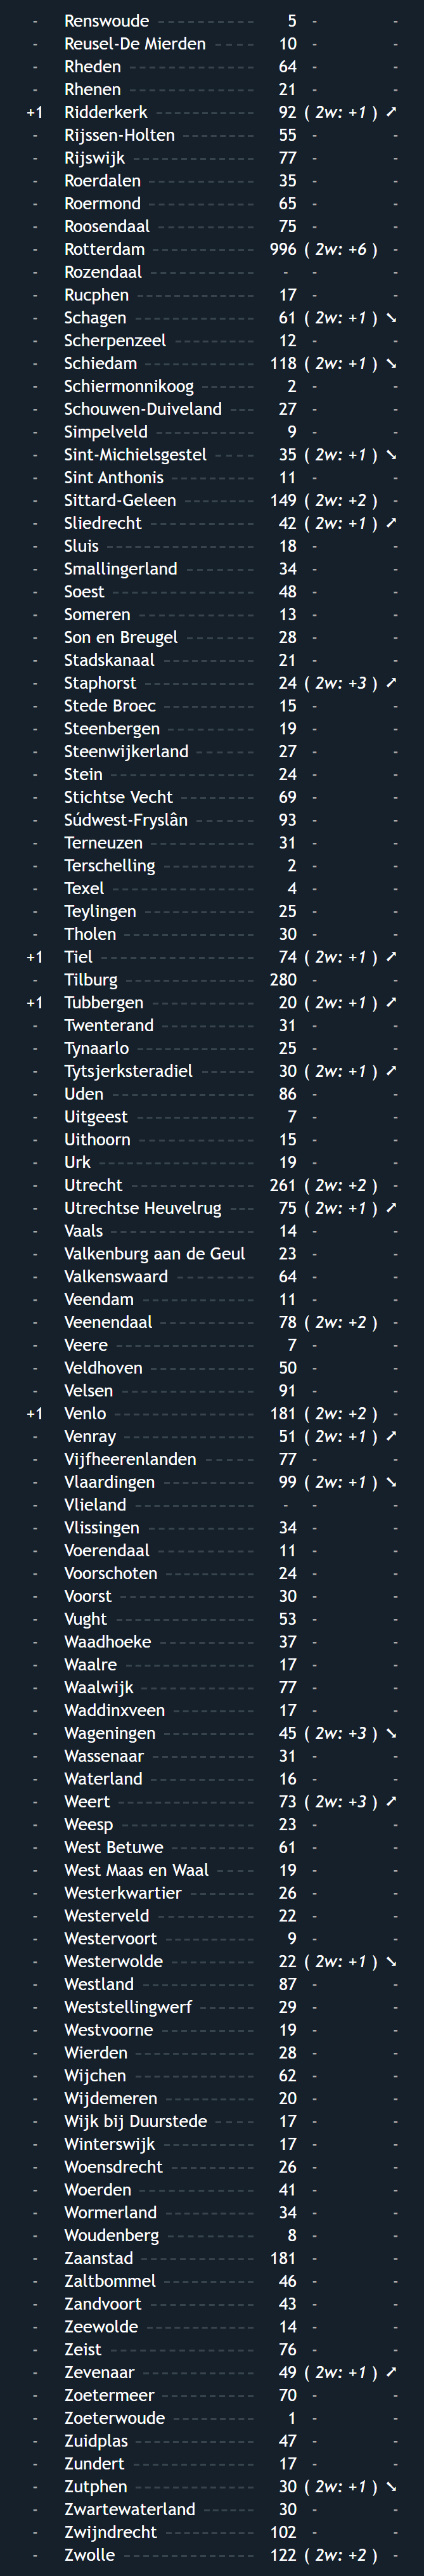 - Renswoude - - - - - - - - - - 5 - -
- Reusel-De Mierden - - - - 10 - -
- Rheden - - - - - - - - - - - - - 64 - -
- Rhenen - - - - - - - - - - - - - 21 - -
+1 Ridderkerk - - - - - - - - - - 92 ( 2w: +1 ) ➚
- Rijssen-Holten - - - - - - - - 55 - -
- Rijswijk - - - - - - - - - - - - 77 - -
- Roerdalen - - - - - - - - - - - 35 - -
- Roermond - - - - - - - - - - - 65 - -
- Roosendaal - - - - - - - - - - 75 - -
- Rotterdam - - - - - - - - - - - 996 ( 2w: +6 ) -
- Rozendaal - - - - - - - - - - - - - -
- Rucphen - - - - - - - - - - - - 17 - -
- Schagen - - - - - - - - - - - - 61 ( 2w: +1 ) ➘
- Scherpenzeel - - - - - - - - - 12 - -
- Schiedam - - - - - - - - - - - 118 ( 2w: +1 ) ➘
- Schiermonnikoog - - - - - - 2 - -
- Schouwen-Duiveland - - - 27 - -
- Simpelveld - - - - - - - - - - 9 - -
- Sint-Michielsgestel - - - - 35 ( 2w: +1 ) ➘
- Sint Anthonis - - - - - - - - - 11 - -
- Sittard-Geleen - - - - - - - - 149 ( 2w: +2 ) -
- Sliedrecht - - - - - - - - - - - 42 ( 2w: +1 ) ➚
- Sluis - - - - - - - - - - - - - - 18 - -
- Smallingerland - - - - - - - 34 - -
- Soest - - - - - - - - - - - - - - 48 - -
- Someren - - - - - - - - - - - - 13 - -
- Son en Breugel - - - - - - - 28 - -
- Stadskanaal - - - - - - - - - - 21 - -
- Staphorst - - - - - - - - - - - 24 ( 2w: +3 ) ➚
- Stede Broec - - - - - - - - - - 15 - -
- Steenbergen - - - - - - - - - 19 - -
- Steenwijkerland - - - - - - - 27 - -
- Stein - - - - - - - - - - - - - - 24 - -
- Stichtse Vecht - - - - - - - - 69 - -
- Súdwest-Fryslân - - - - - - 93 - -
- Terneuzen - - - - - - - - - - - 31 - -
- Terschelling - - - - - - - - - - 2 - -
- Texel - - - - - - - - - - - - - - 4 - -
- Teylingen - - - - - - - - - - - 25 - -
- Tholen - - - - - - - - - - - - - 30 - -
+1 Tiel - - - - - - - - - - - - - - - 74 ( 2w: +1 ) ➚
- Tilburg - - - - - - - - - - - - - 280 - -
+1 Tubbergen - - - - - - - - - - - 20 ( 2w: +1 ) ➚
- Twenterand - - - - - - - - - - 31 - -
- Tynaarlo - - - - - - - - - - - - 25 - -
- Tytsjerksteradiel - - - - - - 30 ( 2w: +1 ) ➚
- Uden - - - - - - - - - - - - - - 86 - -
- Uitgeest - - - - - - - - - - - - 7 - -
- Uithoorn - - - - - - - - - - - - 15 - -
- Urk - - - - - - - - - - - - - - - 19 - -
- Utrecht - - - - - - - - - - - - 261 ( 2w: +2 ) -
- Utrechtse Heuvelrug - - - 75 ( 2w: +1 ) ➚
- Vaals - - - - - - - - - - - - - - 14 - -
- Valkenburg aan de Geul 23 - -
- Valkenswaard - - - - - - - - 64 - -
- Veendam - - - - - - - - - - - - 11 - -
- Veenendaal - - - - - - - - - - 78 ( 2w: +2 ) -
- Veere - - - - - - - - - - - - - - 7 - -
- Veldhoven - - - - - - - - - - - 50 - -
- Velsen - - - - - - - - - - - - - 91 - -
+1 Venlo - - - - - - - - - - - - - - 181 ( 2w: +2 ) -
- Venray - - - - - - - - - - - - - 51 ( 2w: +1 ) ➚
- Vijfheerenlanden - - - - - 77 - -
- Vlaardingen - - - - - - - - - - 99 ( 2w: +1 ) ➘
- Vlieland - - - - - - - - - - - - - - -
- Vlissingen - - - - - - - - - - - 34 - -
- Voerendaal - - - - - - - - - - 11 - -
- Voorschoten - - - - - - - - - 24 - -
- Voorst - - - - - - - - - - - - - 30 - -
- Vught - - - - - - - - - - - - - - 53 - -
- Waadhoeke - - - - - - - - - - 37 - -
- Waalre - - - - - - - - - - - - - 17 - -
- Waalwijk - - - - - - - - - - - - 77 - -
- Waddinxveen - - - - - - - - - 17 - -
- Wageningen - - - - - - - - - - 45 ( 2w: +3 ) ➘
- Wassenaar - - - - - - - - - - - 31 - -
- Waterland - - - - - - - - - - - 16 - -
- Weert - - - - - - - - - - - - - - 73 ( 2w: +3 ) ➚
- Weesp - - - - - - - - - - - - - 23 - -
- West Betuwe - - - - - - - - - 61 - -
- West Maas en Waal - - - - 19 - -
- Westerkwartier - - - - - - - 26 - -
- Westerveld - - - - - - - - - - 22 - -
- Westervoort - - - - - - - - - - 9 - -
- Westerwolde - - - - - - - - - 22 ( 2w: +1 ) ➘
- Westland - - - - - - - - - - - - 87 - -
- Weststellingwerf - - - - - - 29 - -
- Westvoorne - - - - - - - - - - 19 - -
- Wierden - - - - - - - - - - - - 28 - -
- Wijchen - - - - - - - - - - - - - 62 - -
- Wijdemeren - - - - - - - - - - 20 - -
- Wijk bij Duurstede - - - - 17 - -
- Winterswijk - - - - - - - - - - 17 - -
- Woensdrecht - - - - - - - - - 26 - -
- Woerden - - - - - - - - - - - - 41 - -
- Wormerland - - - - - - - - - - 34 - -
- Woudenberg - - - - - - - - - - 8 - -
- Zaanstad - - - - - - - - - - - - 181 - -
- Zaltbommel - - - - - - - - - - 46 - -
- Zandvoort - - - - - - - - - - - 43 - -
- Zeewolde - - - - - - - - - - - 14 - -
- Zeist - - - - - - - - - - - - - - 76 - -
- Zevenaar - - - - - - - - - - - - 49 ( 2w: +1 ) ➚
- Zoetermeer - - - - - - - - - - 70 - -
- Zoeterwoude - - - - - - - - - 1 - -
- Zuidplas - - - - - - - - - - - - 47 - -
- Zundert - - - - - - - - - - - - - 17 - -
- Zutphen - - - - - - - - - - - - 30 ( 2w: +1 ) ➘
- Zwartewaterland - - - - - - 30 - -
- Zwijndrecht - - - - - - - - - - 102 - -
- Zwolle - - - - - - - - - - - - - 122 ( 2w: +2 ) -